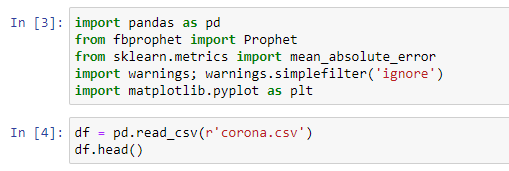 In [3]: import pandas as pd
from fbprophet import Prophet
from sklearn.metrics import mean_absolute_error
import warnings; warnings.simplefilter('ignore')
import matplotlib.pyplot as plt
In [4]: df = pd.read_csv(r'corona.csv')
df.head()